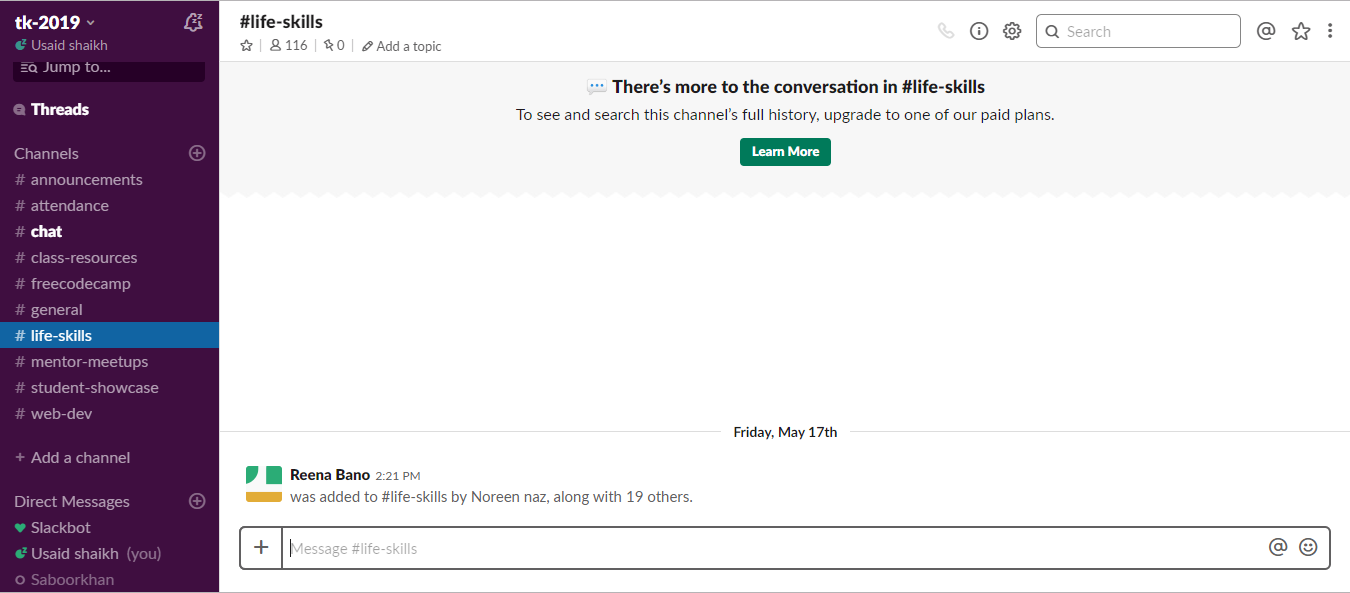 tk-2019
Usaid shaikh
Jump to...
Threads
Channels
# announcements
# attendance
# chat
# class-resources
# freecodecamp
# general
# life-skills
# mentor-meetups
# student-showcase
# web-dev
+ Add a channel
Direct Messages
Slackbot
Usaid shaikh (you)
Saboorkhan
#life-skills
116 | 0 | Add a topic
Search
There’s more to the conversation in #life-skills
To see and search this channel’s full history, upgrade to one of our paid plans.
Learn More
Friday, May 17th
Reena Bano 2:21 PM
was added to #life-skills by Noreen naz, along with 19 others.
Message #life-skills